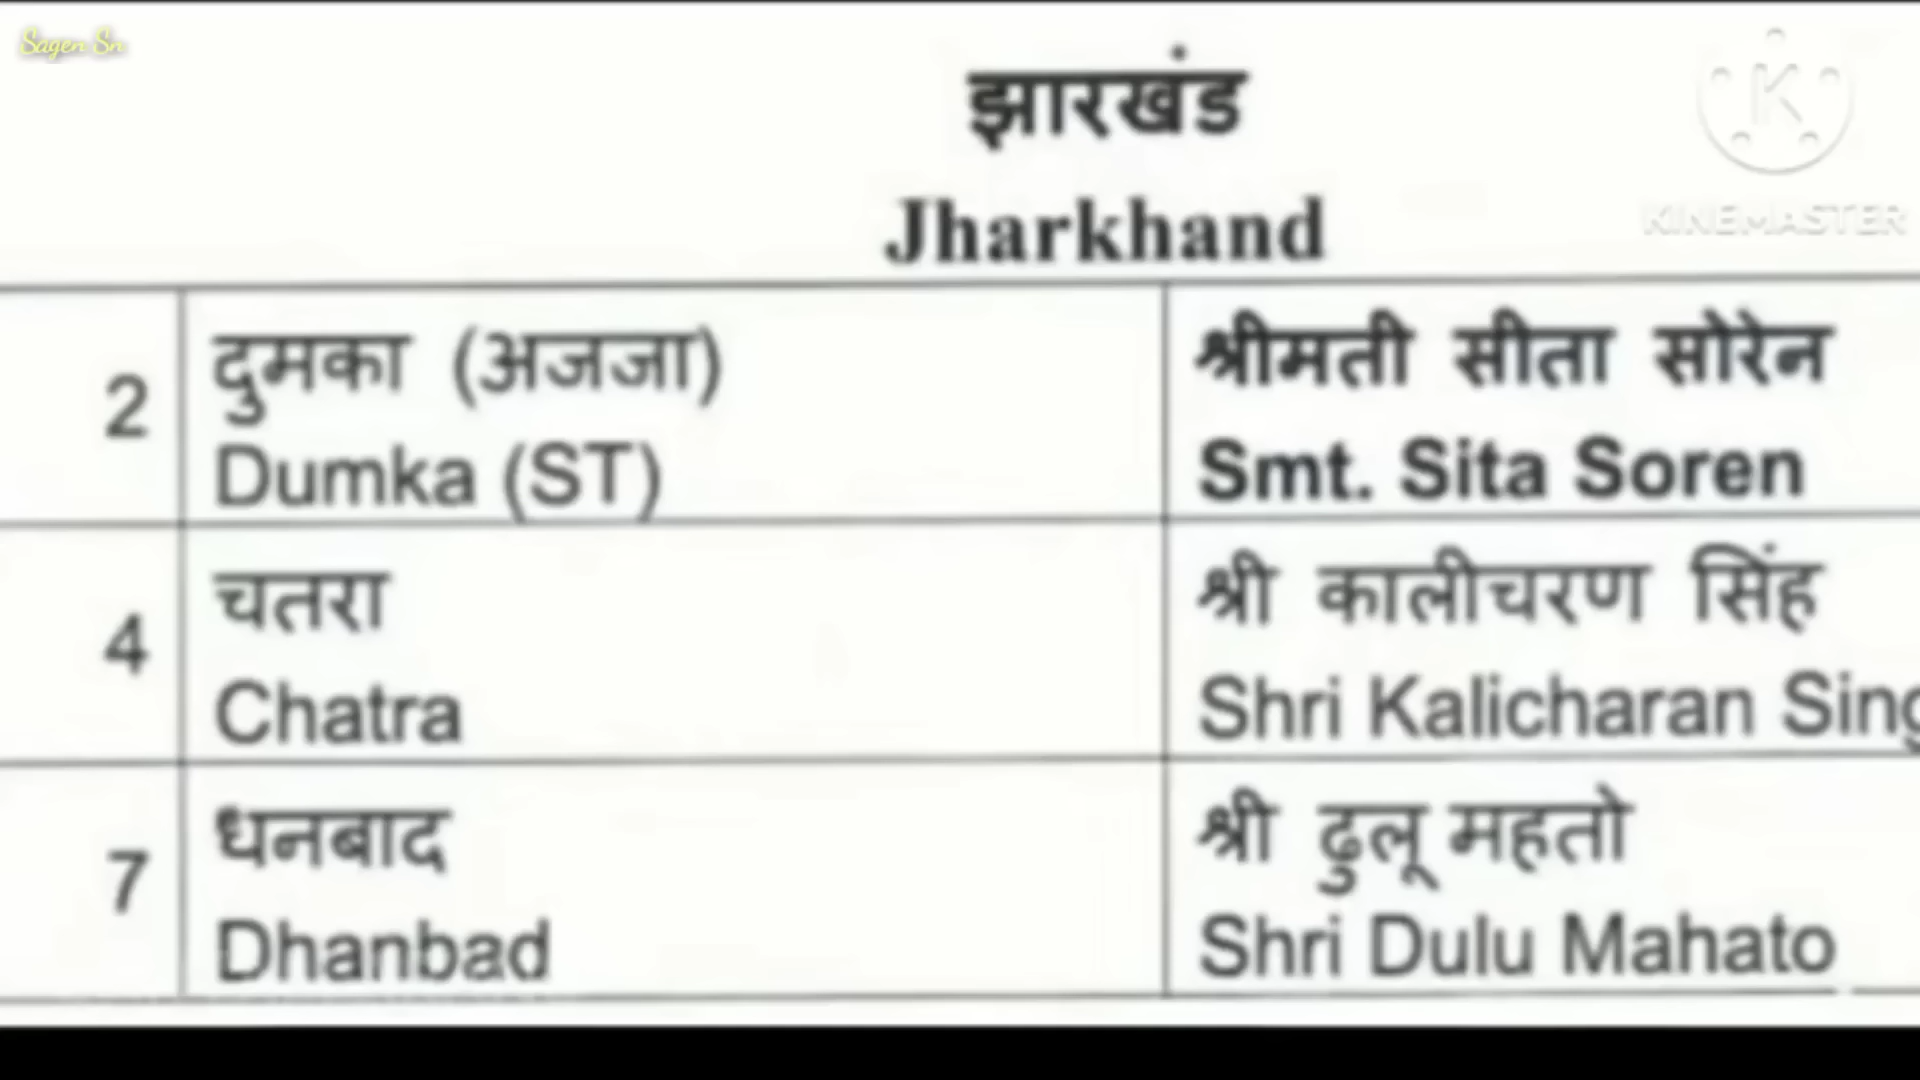 Sagen Sn
झारखंड
KINEMASTER
Jharkhand
2
दुमका (अजजा)
Dumka (ST)
श्रीमती सीता सोरेन
Smt. Sita Soren
4
चतरा
Chatra
श्री कालीचरण सिंह
Shri Kalicharan Sing
7
धनबाद
Dhanbad
श्री ढुलू महतो
Shri Dulu Mahato